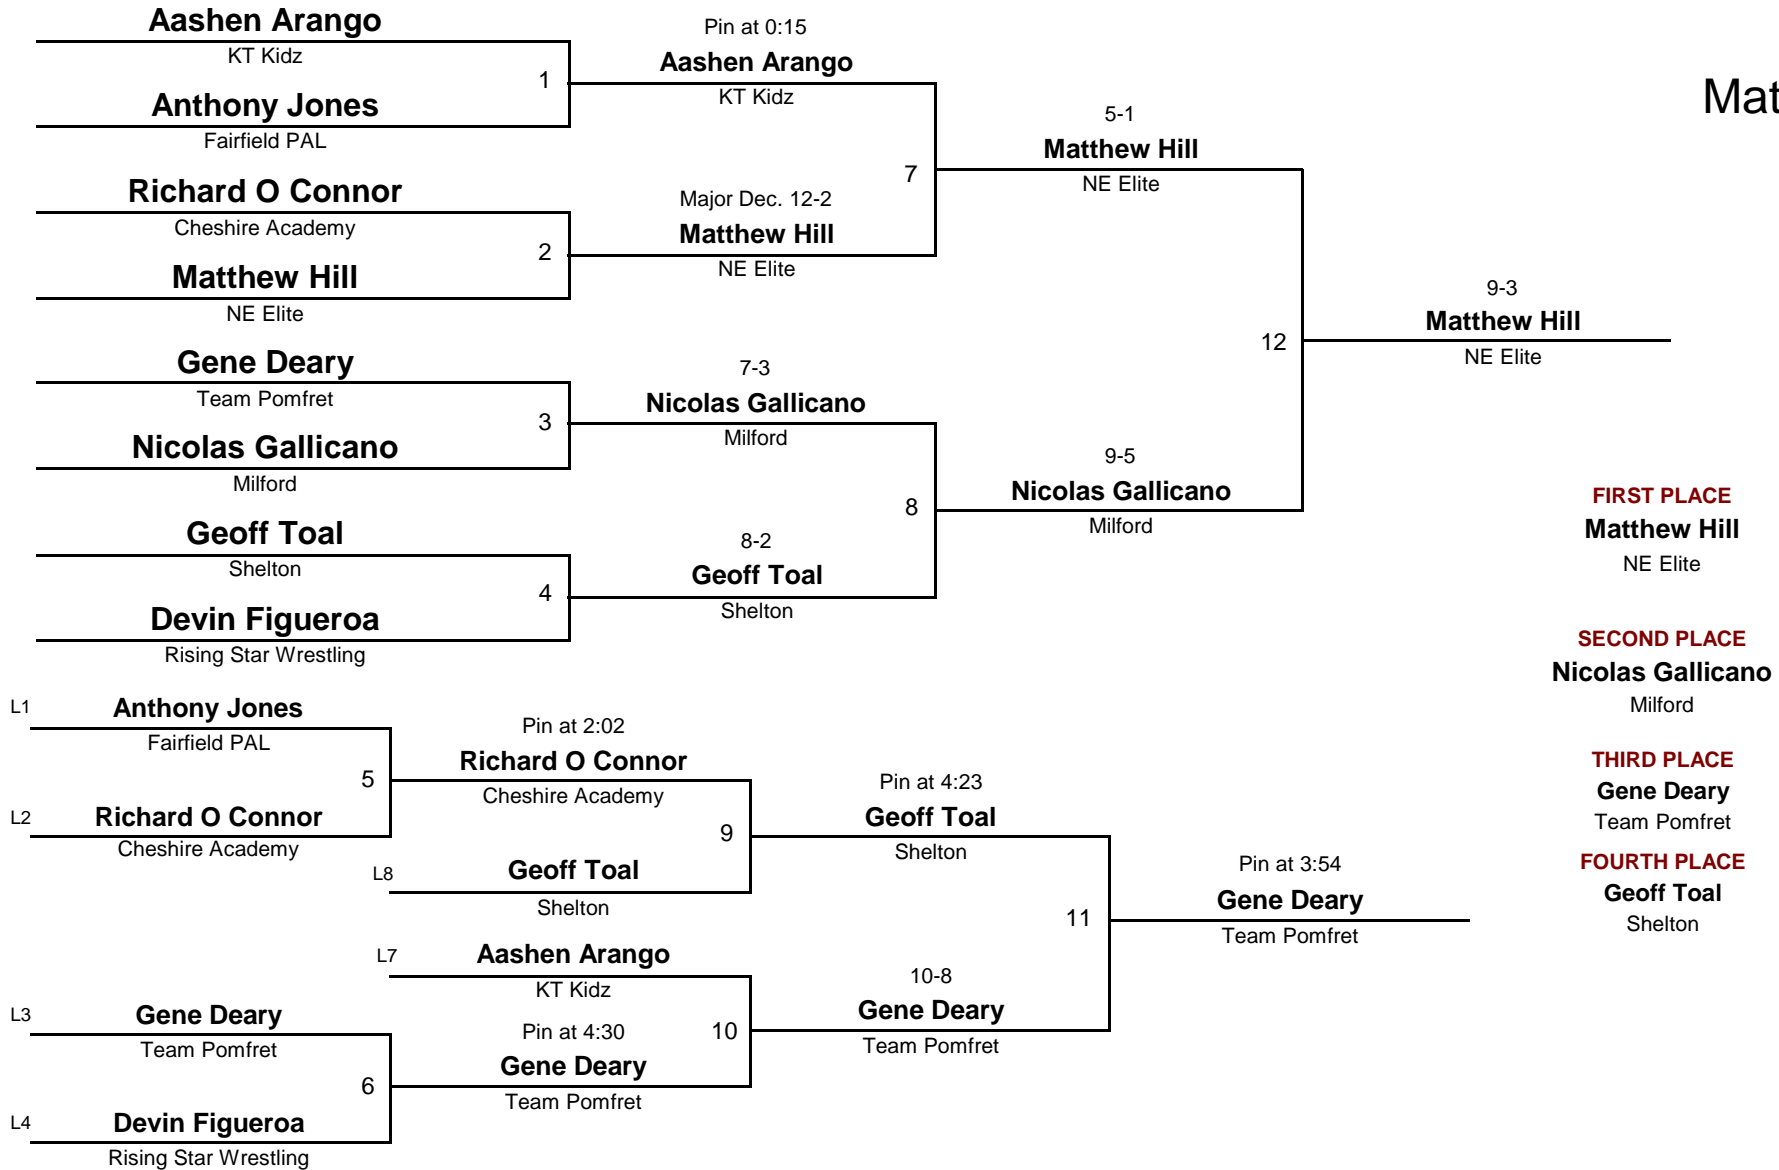 Aashen Arango
KT Kidz
1
Anthony Jones
Fairfield PAL
Richard O Connor
Cheshire Academy
2
Matthew Hill
NE Elite
Gene Deary
Team Pomfret
3
Nicolas Gallicano
Milford
Geoff Toal
Shelton
4
Devin Figueroa
Rising Star Wrestling
Pin at 0:15
Aashen Arango
KT Kidz
7
Major Dec. 12-2
Matthew Hill
NE Elite
7-3
Nicolas Gallicano
Milford
8
8-2
Geoff Toal
Shelton
5-1
Matthew Hill
NE Elite
12
9-5
Nicolas Gallicano
Milford
9-3
Matthew Hill
NE Elite
Mat
FIRST PLACE
Matthew Hill
NE Elite
SECOND PLACE
Nicolas Gallicano
Milford
THIRD PLACE
Gene Deary
Team Pomfret
FOURTH PLACE
Geoff Toal
Shelton
L1 Anthony Jones
Fairfield PAL
5
L2 Richard O Connor
Cheshire Academy
Pin at 2:02
Richard O Connor
Cheshire Academy
9
L8 Geoff Toal
Shelton
L7 Aashen Arango
KT Kidz
10
Pin at 4:30
Gene Deary
Team Pomfret
L3 Gene Deary
Team Pomfret
6
L4 Devin Figueroa
Rising Star Wrestling
Pin at 4:23
Geoff Toal
Shelton
11
10-8
Gene Deary
Team Pomfret
Pin at 3:54
Gene Deary
Team Pomfret